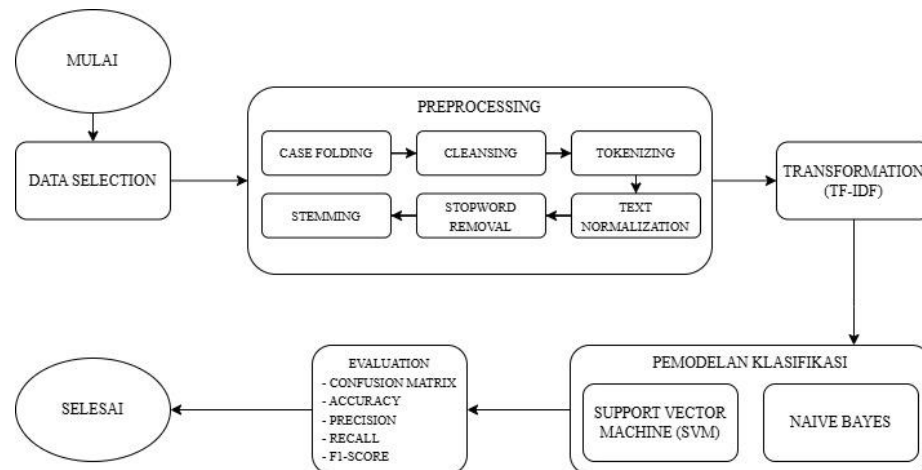 MULAI
DATA SELECTION
PREPROCESSING
CASE FOLDING
CLEANSING
TOKENIZING
TEXT
NORMALIZATION
STOPWORD
REMOVAL
STEMMING
TRANSFORMATION
(TF-IDF)
PEMODELAN KLASIFIKASI
SUPPORT VECTOR
MACHINE (SVM)
NAIVE BAYES
EVALUATION
- CONFUSION MATRIX
- ACCURACY
- PRECISION
- RECALL
- F1-SCORE
SELESAI